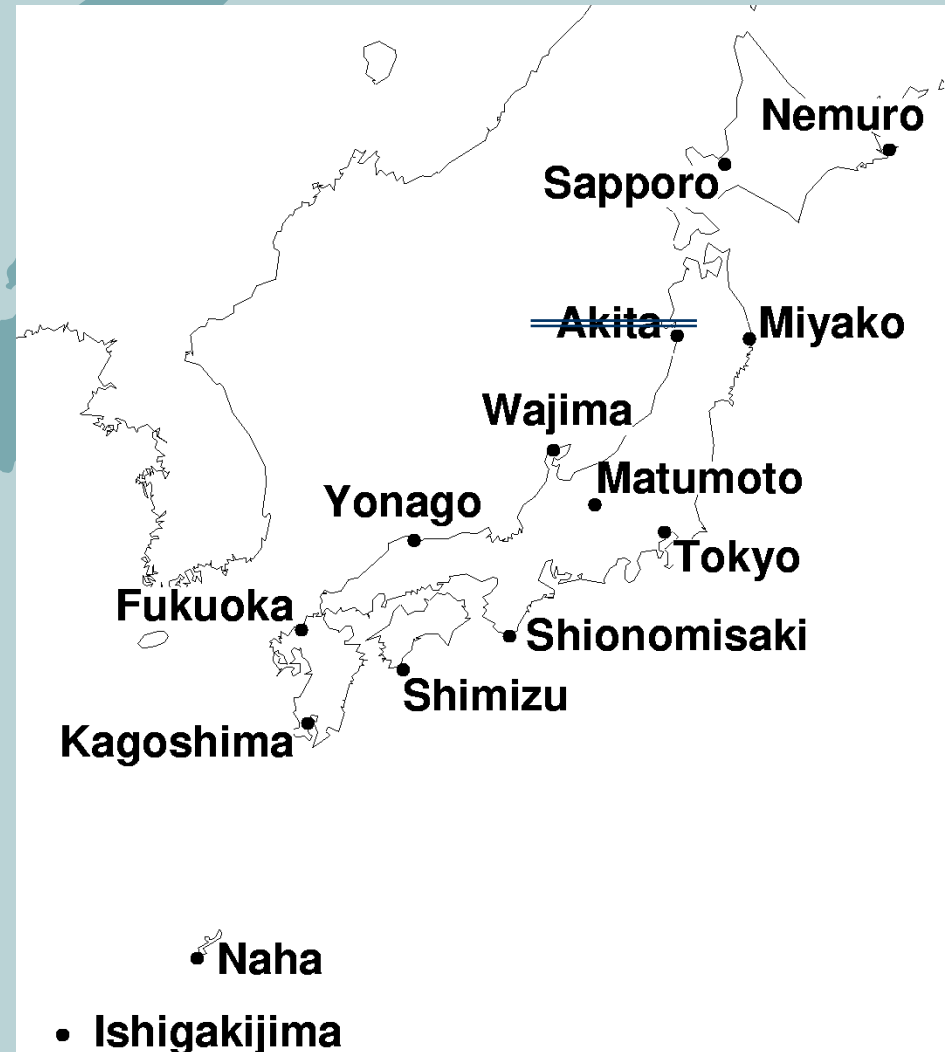 Nemuro
Sapporo
Akita
Miyako
Wajima
Matumoto
Yonago
Tokyo
Fukuoka
Shionomisaki
Shimizu
Kagoshima
Naha
Ishigakijima